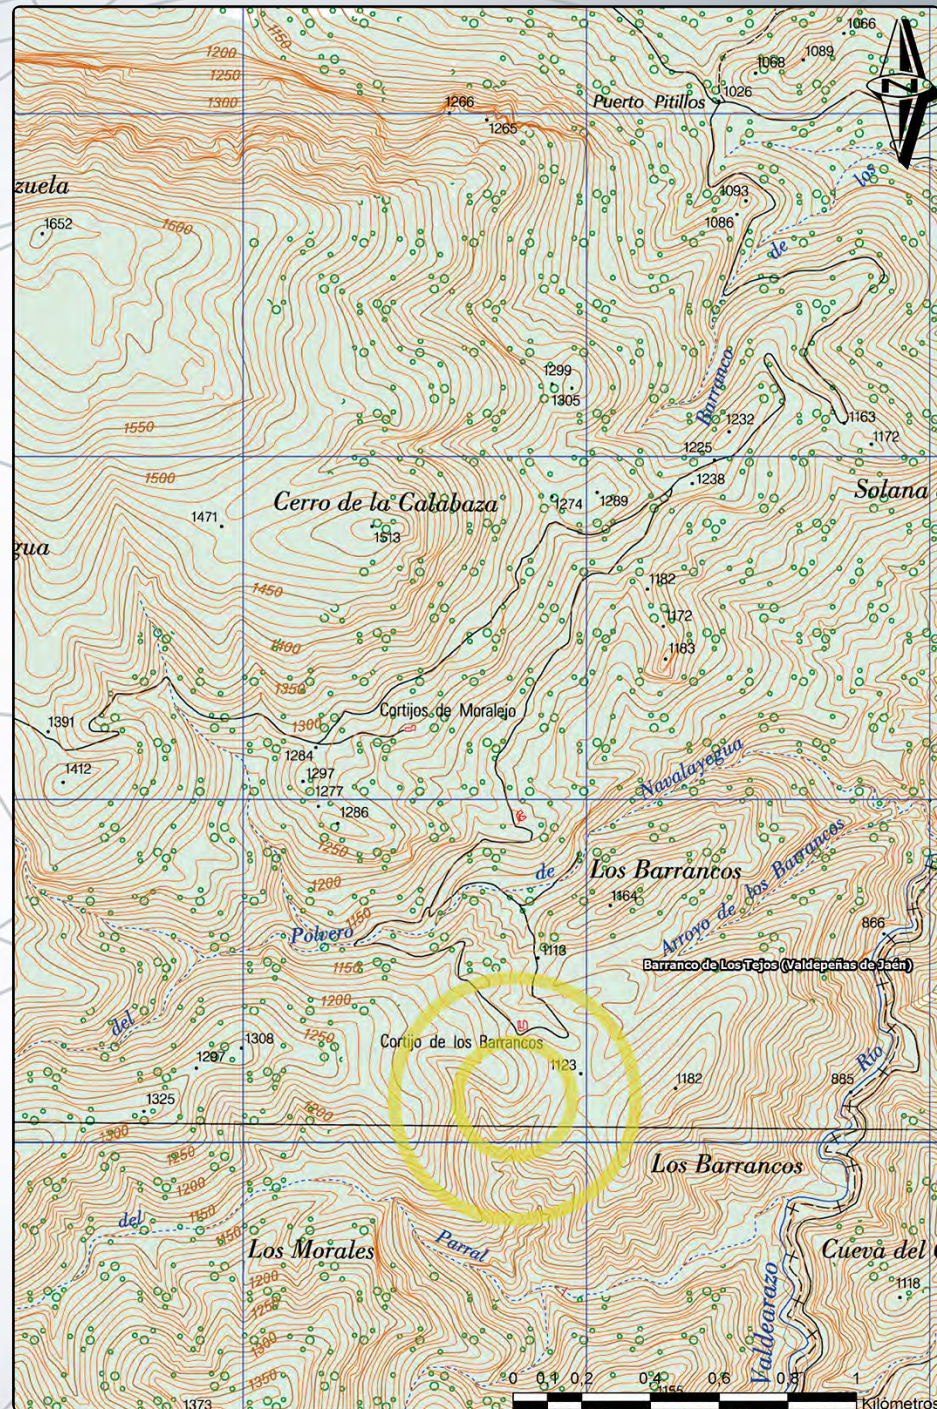 1066
1150
1200
1089
1068
1250
1026
1300
1266
Puerto Pitillos
N
1265
los
zuela
1093
1652
1600
1086
de
1299
1305
Barranco
1232
1163
1550
1225
1172
1500
1238
Solana
Cerro de la Calabaza
1274
1289
1471
1513
gua
1182
1450
1172
1400
1183
1350
Cortijos de Moralejo
1300
1391
1284
Navalayegua
1412
1297
1277
1286
1250
de
Los Barrancos
1200
1164
Arroyo de los Barrancos
1150
866
Pólvero
1113
Barranco de Los Tejos (Valdepeñas de Jaén)
1150
1200
del
1250
1308
Cortijo de los Barrancos
1297
1123
Río
885
1182
1325
1200
1300
1250
Los Barrancos
1200
1150
del
1150
Los Morales
Parral
Cueva del
1200
1118
1250
Valdearazo
1300
1350
0 0,1 0,2 0,4 0,6 0,8 1
1155
1373
Kilómetros